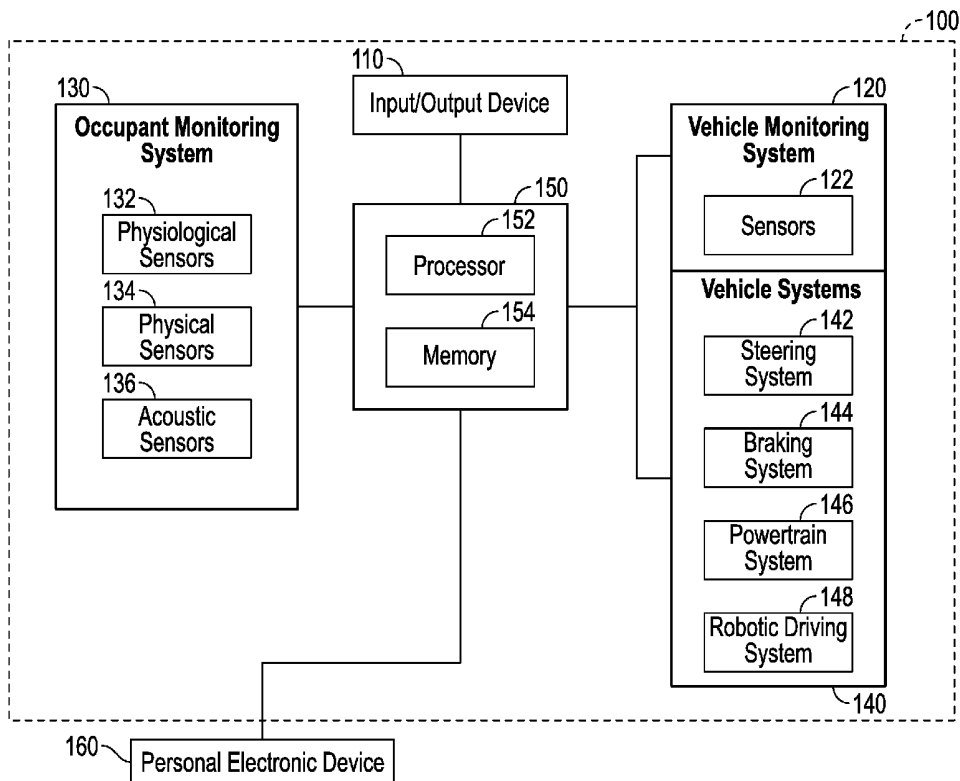 100
110
Input/Output Device
130
Occupant Monitoring
System
132
Physiological
Sensors
134
Physical
Sensors
136
Acoustic
Sensors
150
152
Processor
154
Memory
120
Vehicle Monitoring
System
122
Sensors
Vehicle Systems
142
Steering
System
144
Braking
System
146
Powertrain
System
148
Robotic Driving
System
140
160
Personal Electronic Device